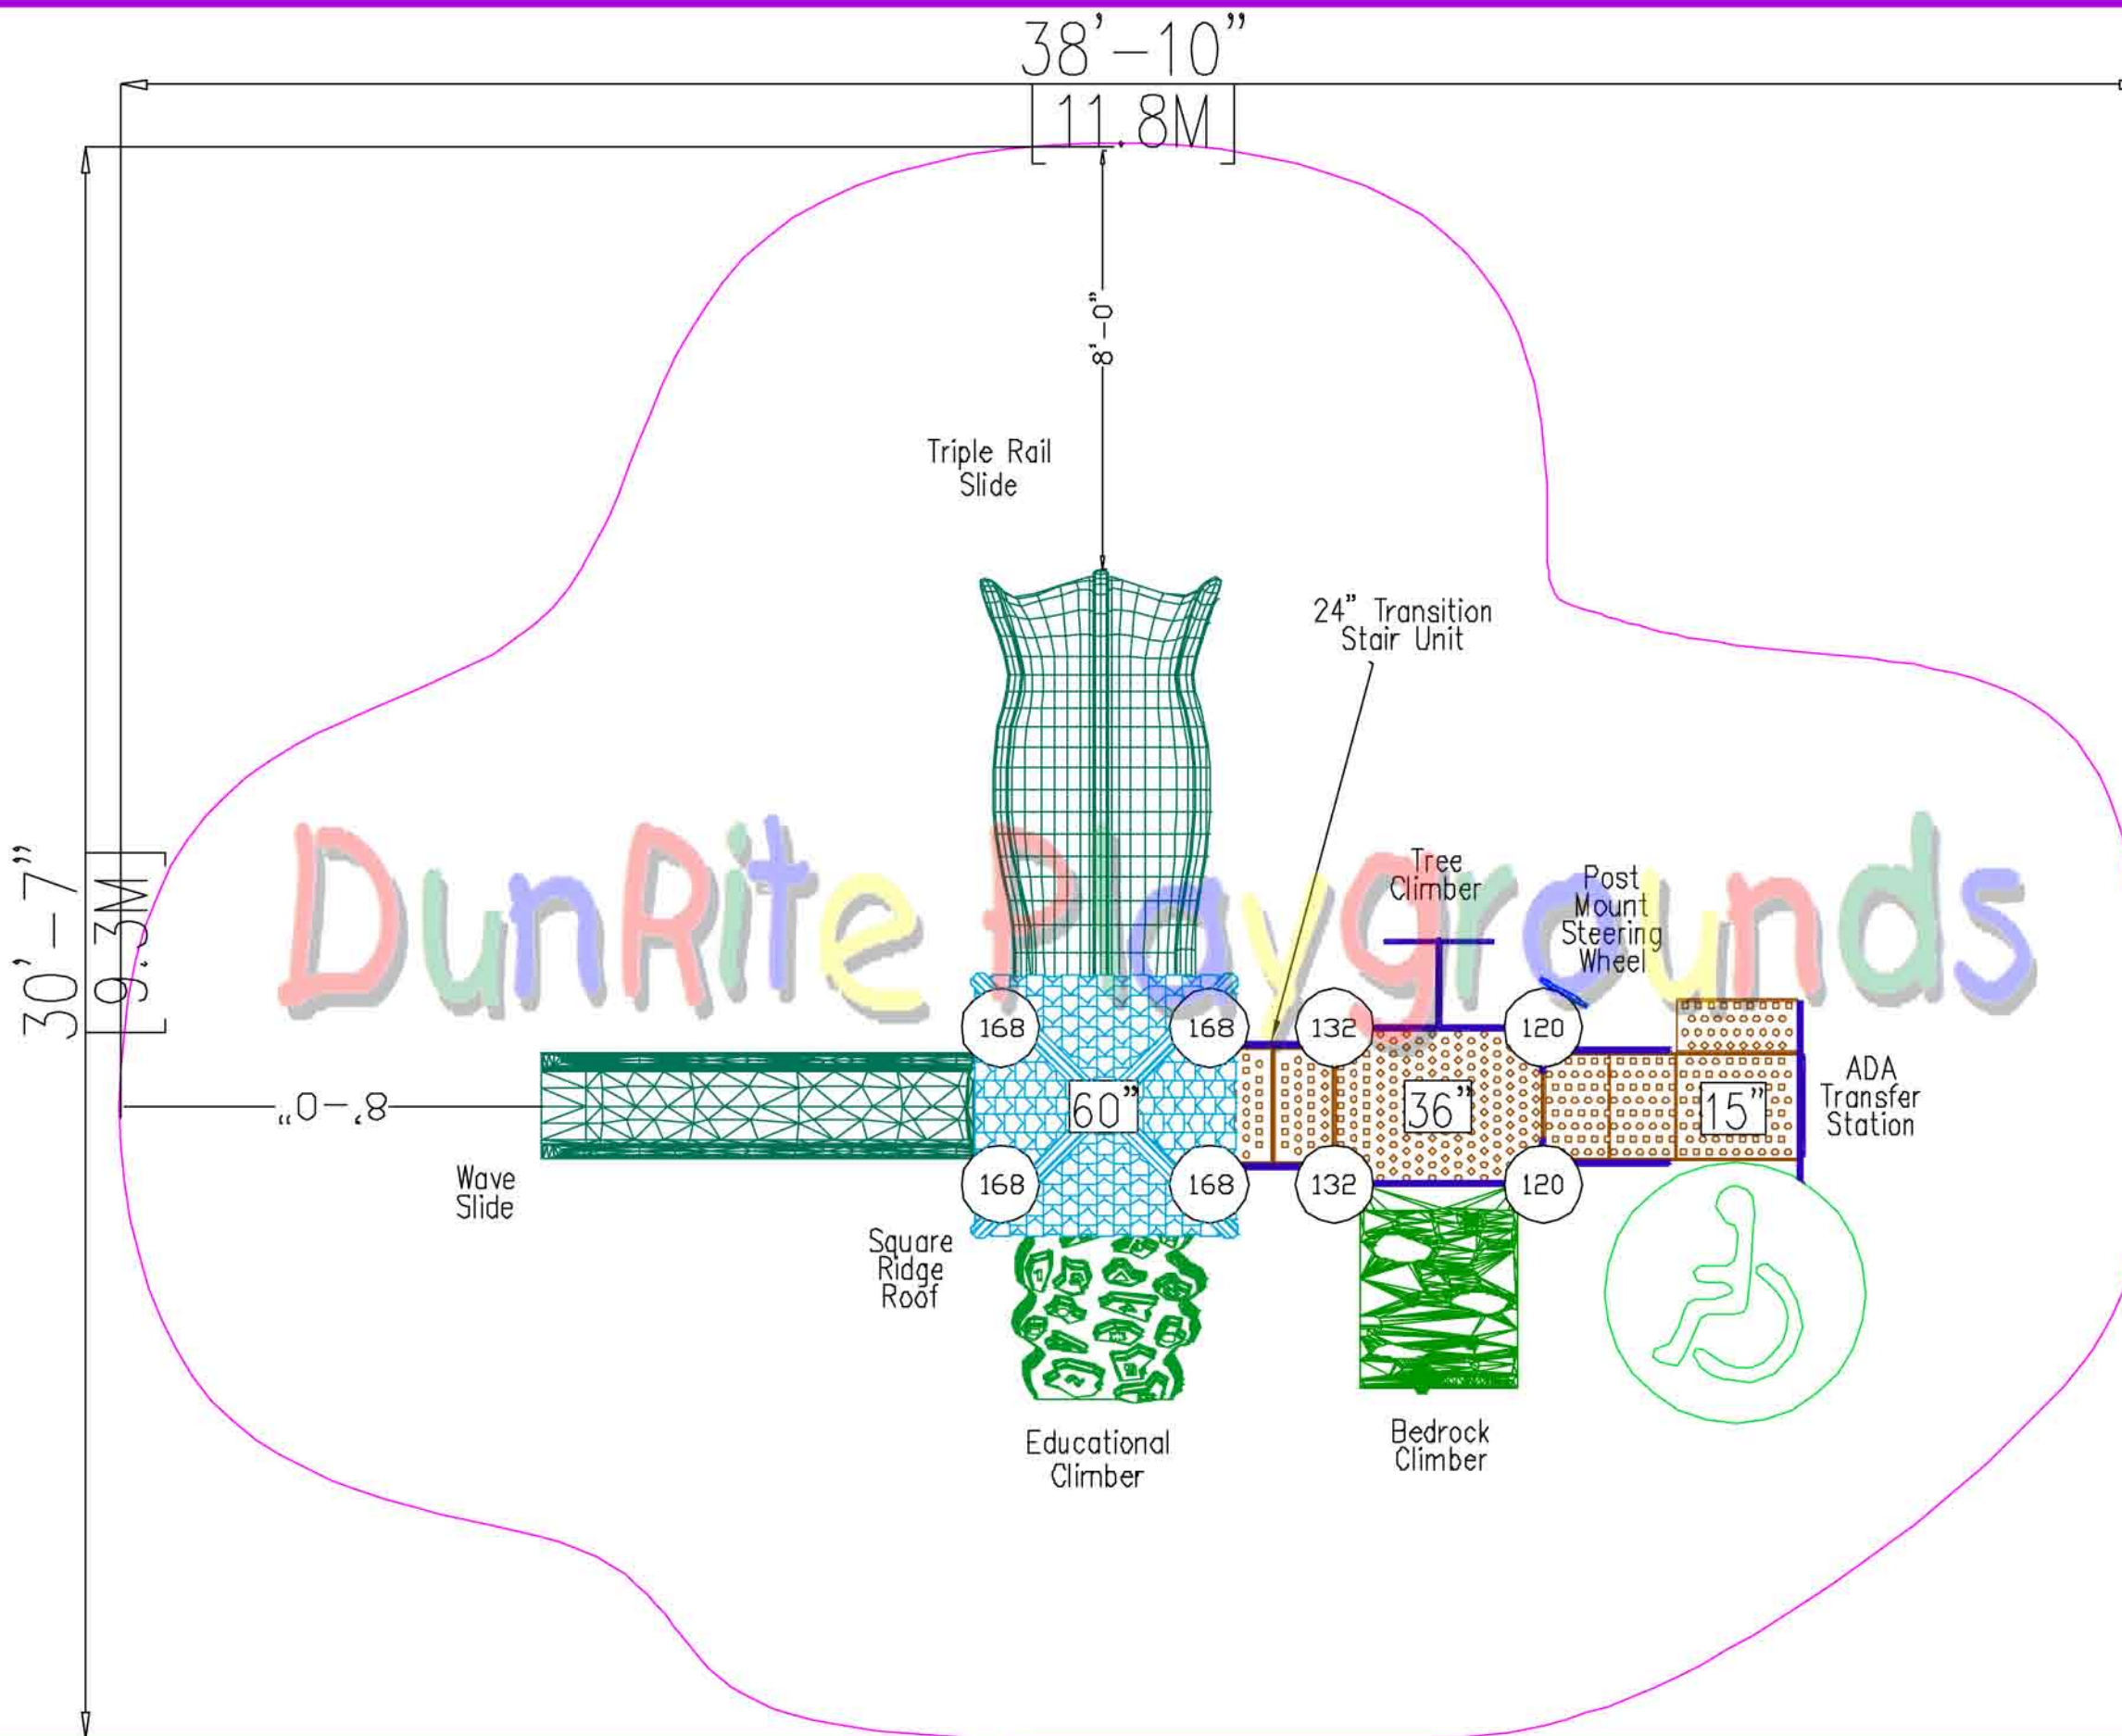 38’-10”
[11.8M]
8’-0”
Triple Rail
Slide
24” Transition
Stair Unit
30’-7”
[9.3M]
DunRite Playgrounds
Tree
Climber
Post
Mount
Steering
Wheel
168
168
132
120
8’-0”
60”
36”
15”
ADA
Transfer
Station
Wave
Slide
168
168
132
120
Square
Ridge
Roof
Educational
Climber
Bedrock
Climber